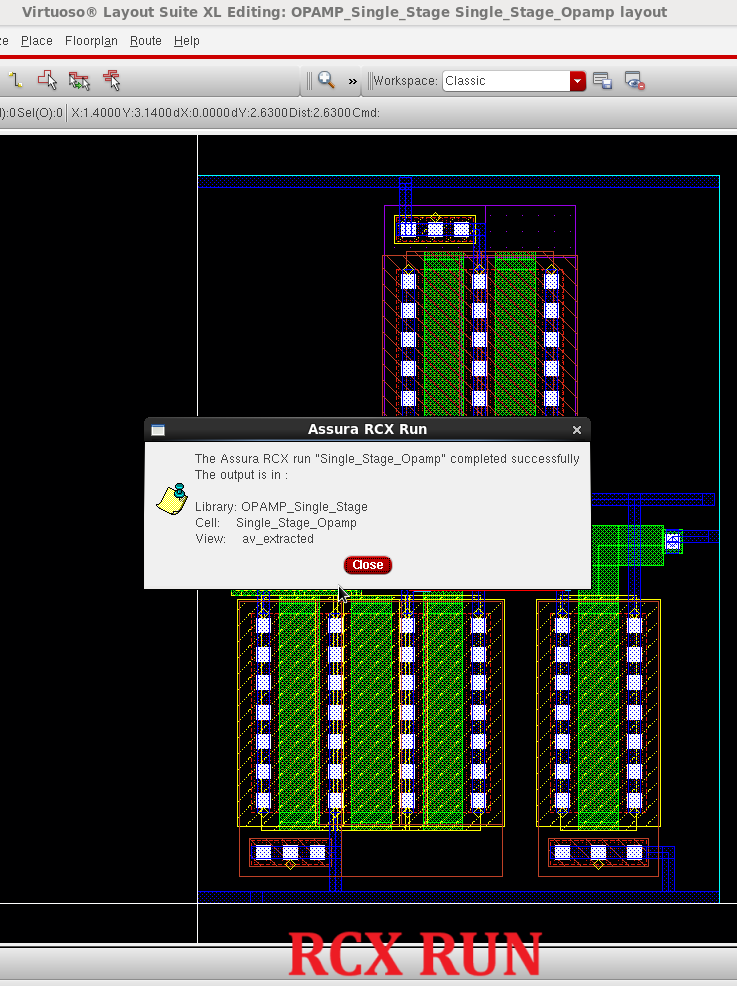 Virtuoso® Layout Suite XL Editing: OPAMP_Single_Stage Single_Stage_Opamp layout
ze Place Floorplan Route Help
» Workspace: Classic
I):0 Sel(O):0 X:1.4000 Y:3.1400 dX:0.0000 dY:2.6300 Dist:2.6300 Cmd:
Assura RCX Run
The Assura RCX run "Single_Stage_Opamp" completed successfully
The output is in :
Library: OPAMP_Single_Stage
Cell: Single_Stage_Opamp
View: av_extracted
Close
RCX RUN